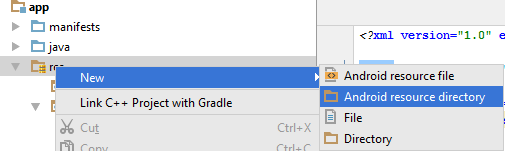 app
manifests
java
res
New
Link C++ Project with Gradle
Cut Ctrl+X
Copy Ctrl+C
<?xml version="1.0" e
Android resource file
Android resource directory
File
Directory